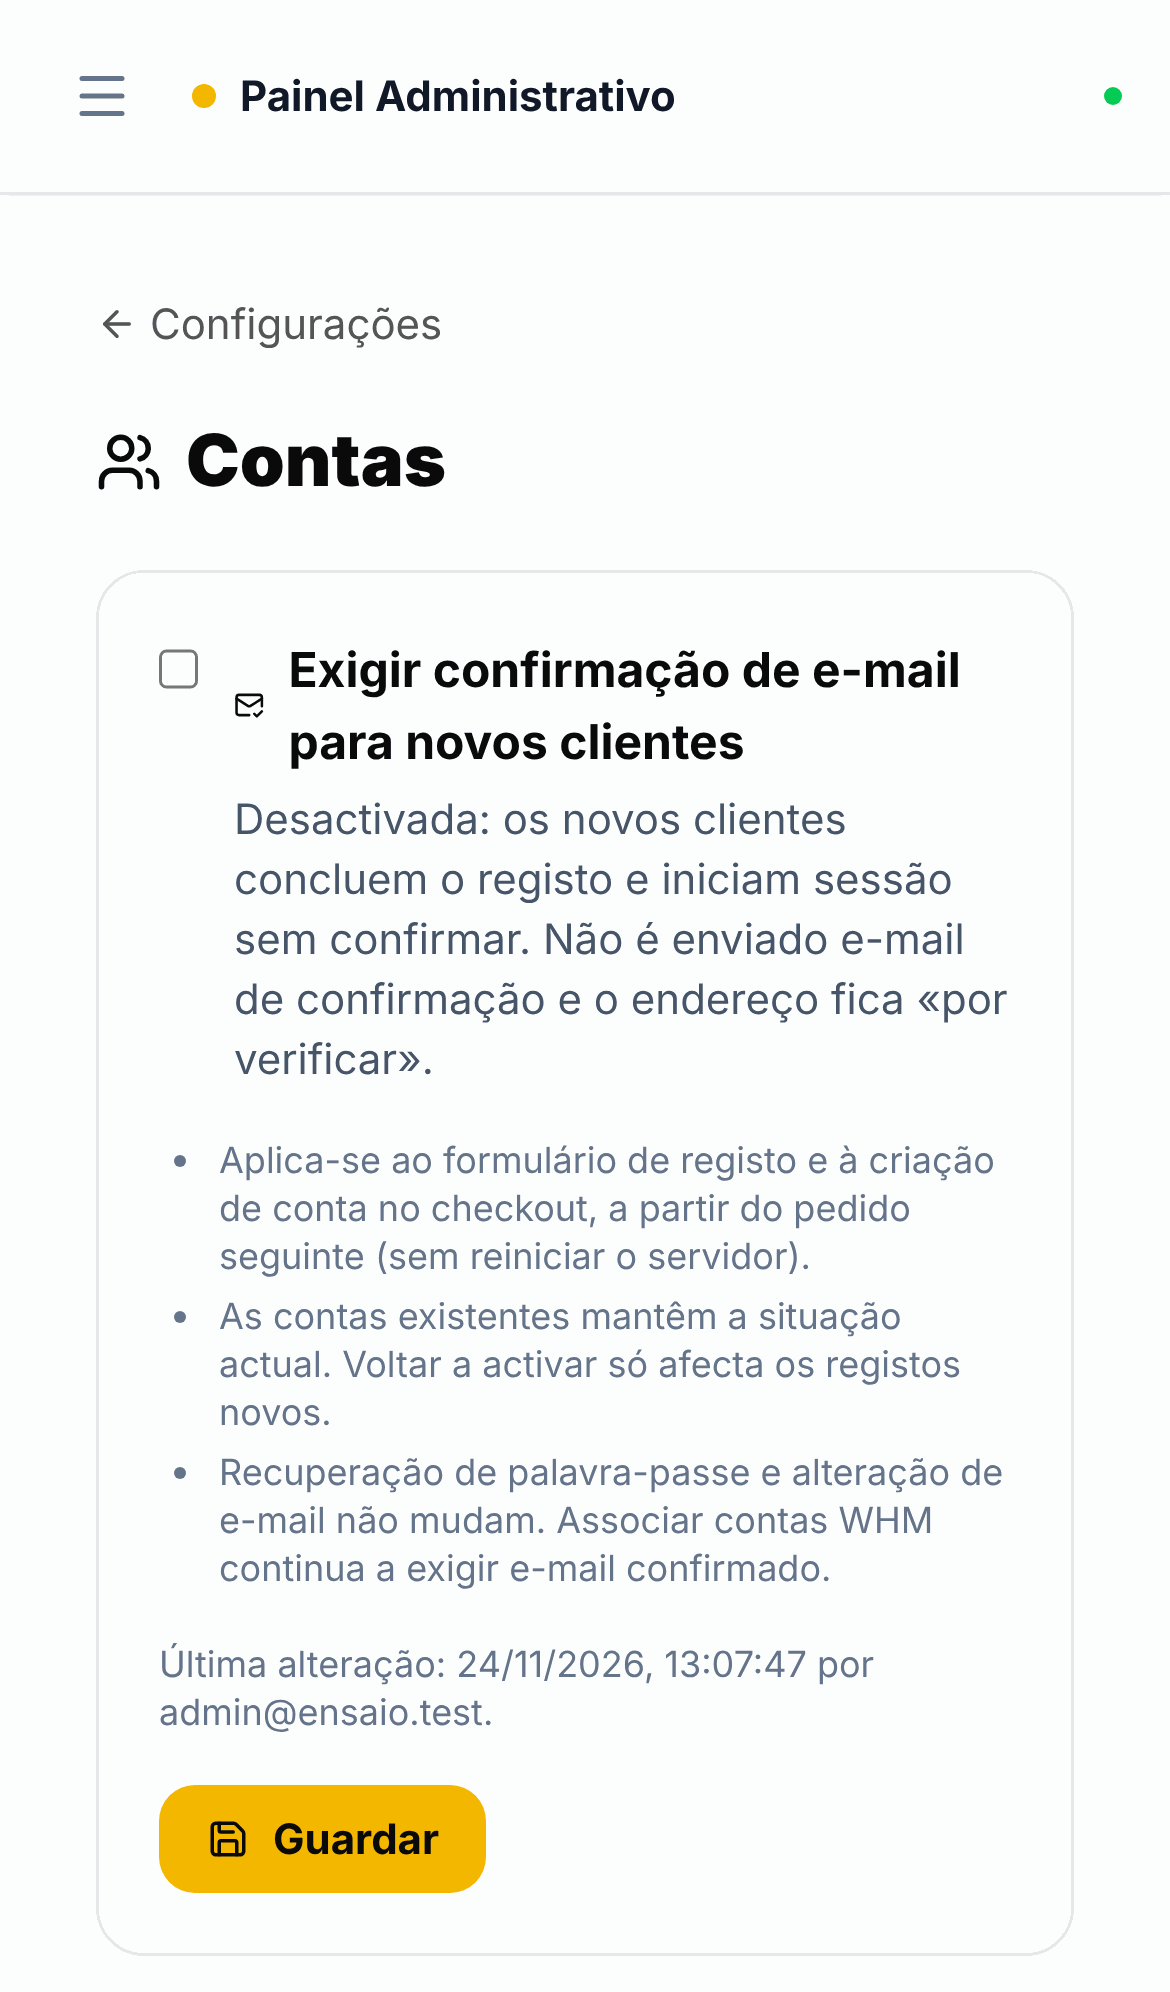 Painel Administrativo
Configurações
Contas
Exigir confirmação de e-mail
para novos clientes
Desactivada: os novos clientes
concluem o registo e iniciam sessão
sem confirmar. Não é enviado e-mail
de confirmação e o endereço fica «por
verificar».
Aplica-se ao formulário de registo e à criação
de conta no checkout, a partir do pedido
seguinte (sem reiniciar o servidor).
As contas existentes mantêm a situação
actual. Voltar a activar só afecta os registos
novos.
Recuperação de palavra-passe e alteração de
e-mail não mudam. Associar contas WHM
continua a exigir e-mail confirmado.
Última alteração: 24/11/2026, 13:07:47 por
admin@ensaio.test.
Guardar